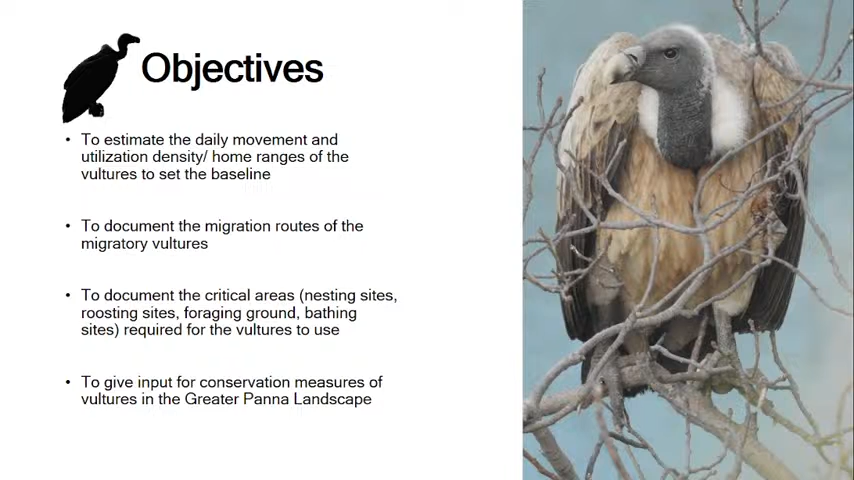 Objectives
• To estimate the daily movement and
utilization density/ home ranges of the
vultures to set the baseline
• To document the migration routes of the
migratory vultures
• To document the critical areas (nesting sites,
roosting sites, foraging ground, bathing
sites) required for the vultures to use
• To give input for conservation measures of
vultures in the Greater Panna Landscape